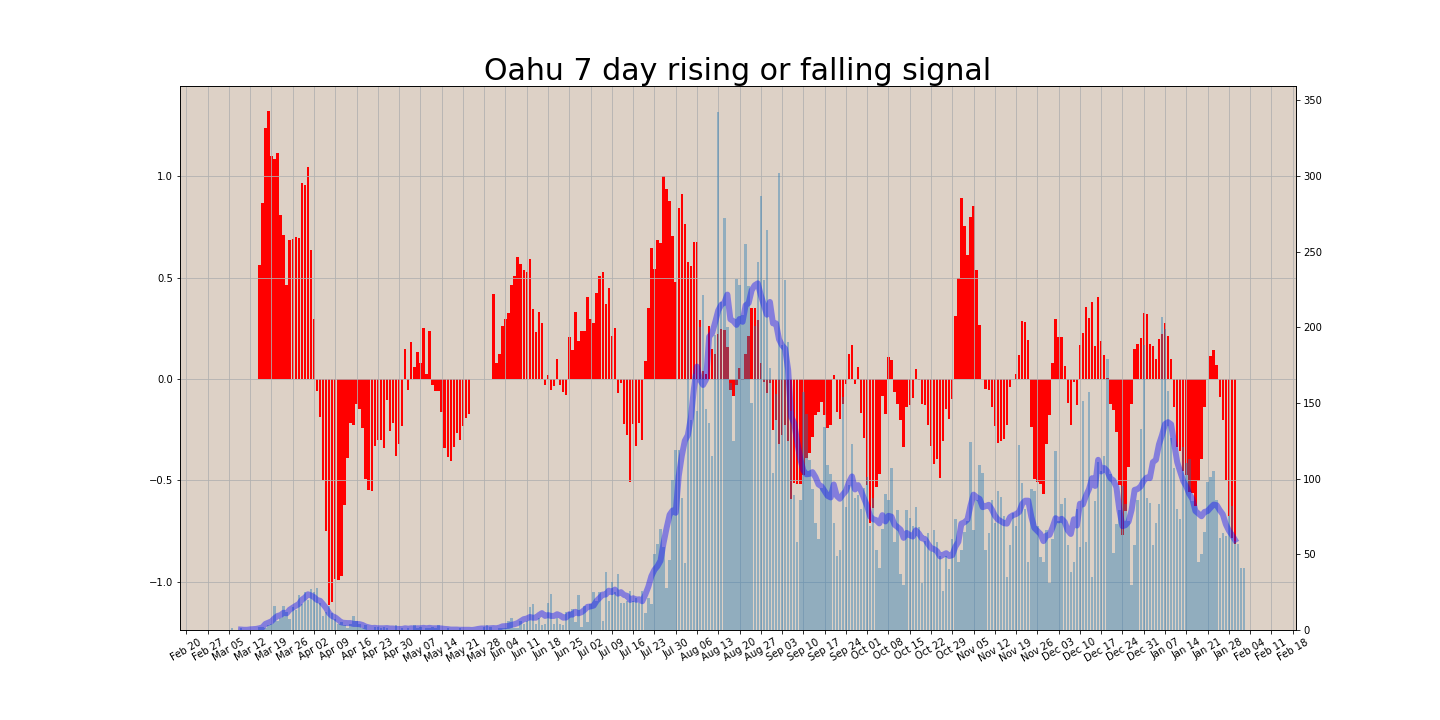 Oahu 7 day rising or falling signal
1.0
0.5
0.0
−0.5
−1.0
350
300
250
200
150
100
50
0
Feb 20
Feb 27
Mar 05
Mar 12
Mar 19
Mar 26
Apr 02
Apr 09
Apr 16
Apr 23
Apr 30
May 07
May 14
May 21
May 28
Jun 04
Jun 11
Jun 18
Jun 25
Jul 02
Jul 09
Jul 16
Jul 23
Jul 30
Aug 06
Aug 13
Aug 20
Aug 27
Sep 03
Sep 10
Sep 17
Sep 24
Oct 01
Oct 08
Oct 15
Oct 22
Oct 29
Nov 05
Nov 12
Nov 19
Nov 26
Dec 03
Dec 10
Dec 17
Dec 24
Dec 31
Jan 07
Jan 14
Jan 21
Jan 28
Feb 04
Feb 11
Feb 18